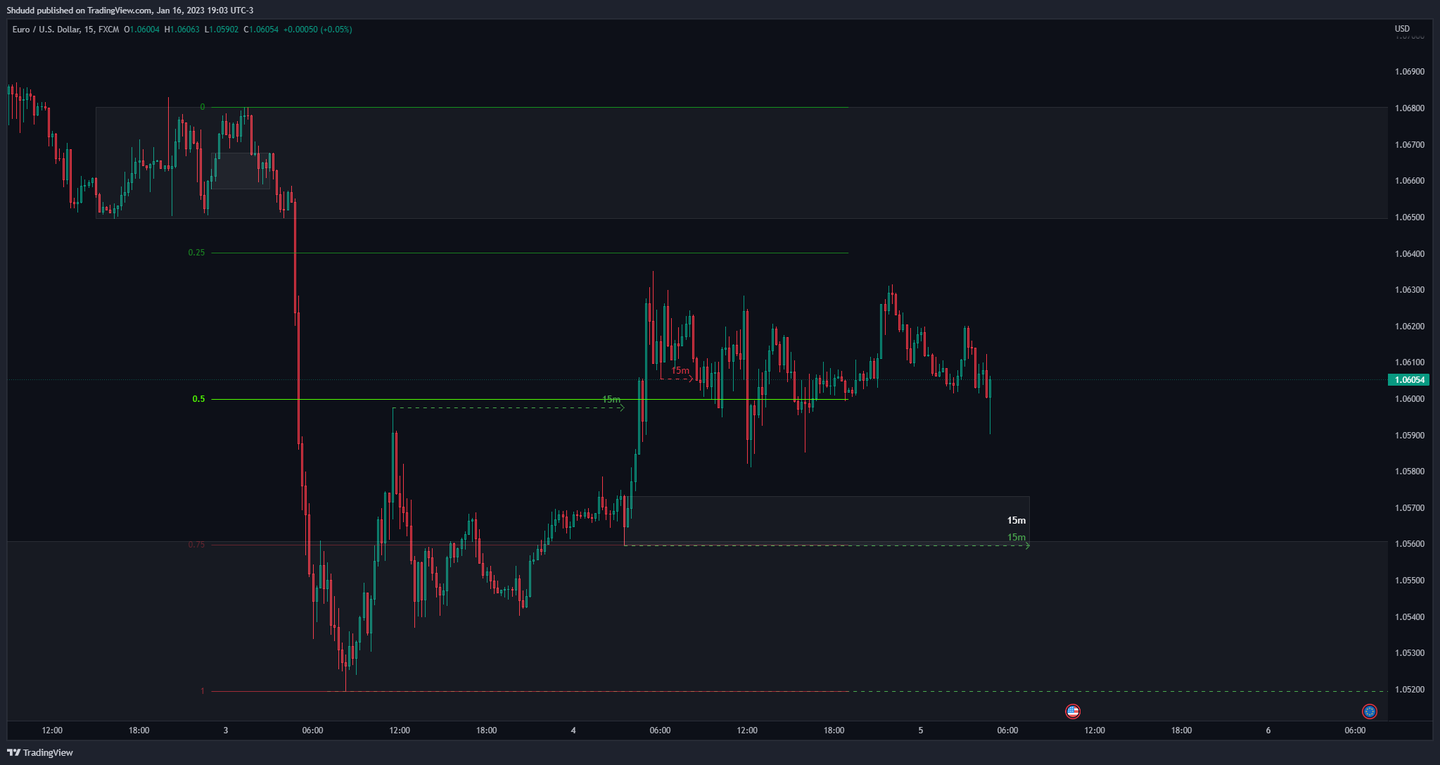 Shdudd published on TradingView.com, Jan 16, 2023 19:03 UTC-3
Euro / U.S. Dollar, 15, FXCM O1.06004 H1.06063 L1.05902 C1.06054 +0.00050 (+0.05%)
USD
1.06900
0
1.06800
1.06700
1.06600
1.06500
0.25
1.06400
1.06300
1.06200
1.06100
15m
1.06054
0.5
15m
1.06000
1.05900
1.05800
1.05700
15m
15m
0.75
1.05600
1.05500
1.05400
1.05300
1
1.05200
12:00 18:00 3 06:00 12:00 18:00 4 06:00 12:00 18:00 5 06:00 12:00 18:00 6 06:00
TradingView